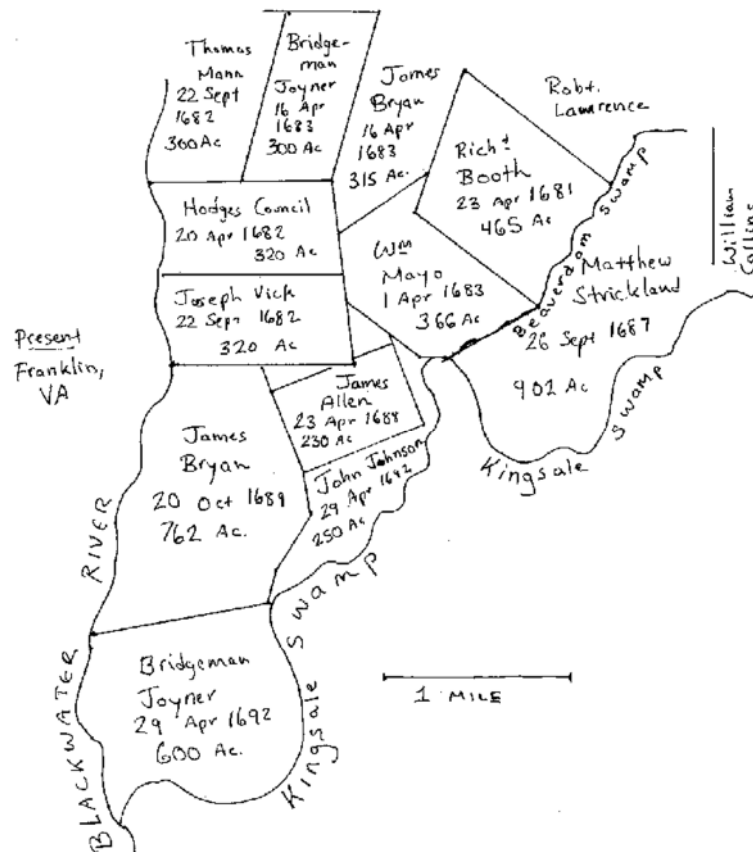 Thomas
Mann
22 Sept
1682
300 Ac
Bridge-
man
Joyner
16 Apr
1683
300 Ac
James
Bryan
16 Apr
1683
315 Ac.
Robt.
Lawrence
Richd
Booth
23 Apr 1681
465 Ac
Hodges Council
20 Apr 1682
320 Ac
Wm
Mayo
1 Apr 1683
366 Ac
Beaverdam Swamp
William
Collins
Matthew
Strickland
26 Sept 1687
902 Ac
Joseph Vick
22 Sept 1682
320 Ac
Present
Franklin,
VA
James
Allen
23 Apr 1688
230 Ac
James
Bryan
20 Oct 1689
762 Ac.
John Johnson
29 Apr 1692
250 Ac
Kingsale Swamp
BLACKWATER RIVER
Bridgeman
Joyner
29 Apr 1692
600 Ac.
Kingsale Swamp
1 MILE